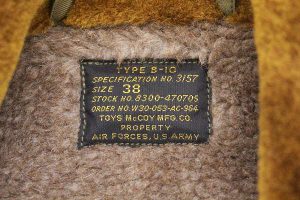 TYPE B-1C
SPECIFICATION NO. 3157
SIZE 38
STOCK NO. 8300-470705
ORDER NO. W30-053-AC-964
TOYS McCOY MFG. CO.
PROPERTY
AIR FORCES, U.S. ARMY